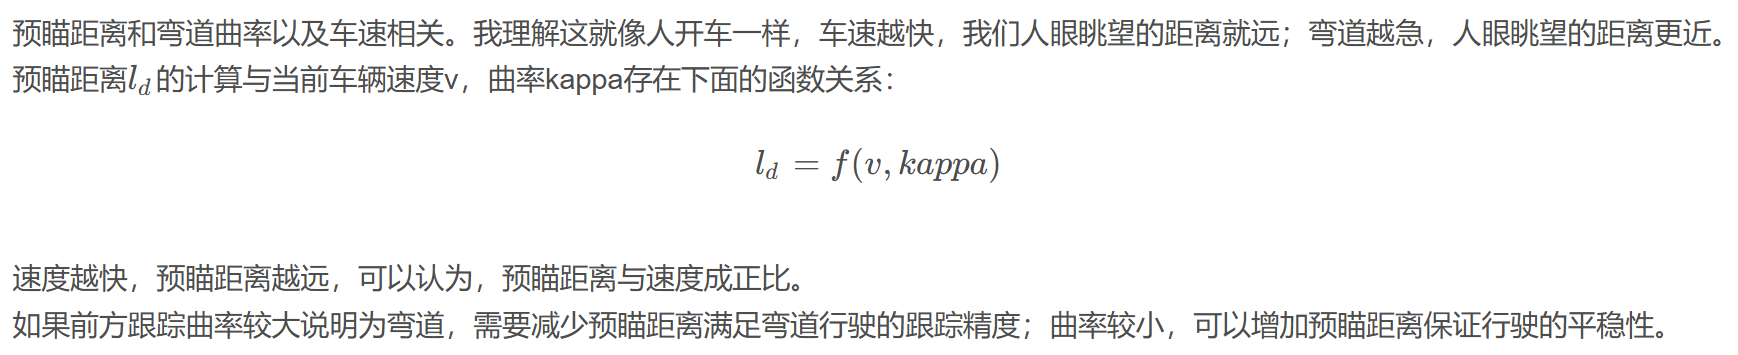 预瞄距离和弯道曲率以及车速相关。我理解这就像人开车一样，车速越快，我们人眼眺望的距离就远；弯道越急，人眼眺望的距离更近。
预瞄距离l_d的计算与当前车辆速度v，曲率kappa存在下面的函数关系：
l_d = f(v, kappa)
速度越快，预瞄距离越远，可以认为，预瞄距离与速度成正比。
如果前方跟踪曲率较大说明为弯道，需要减少预瞄距离满足弯道行驶的跟踪精度；曲率较小，可以增加预瞄距离保证行驶的平稳性。